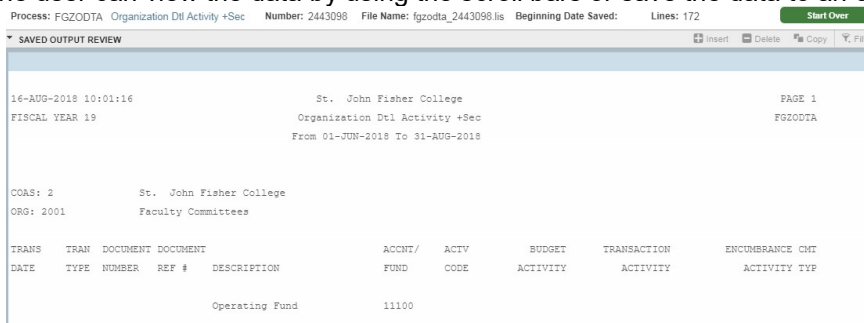 Process: FGZODTA Organization Dtl Activity +Sec Number: 2443098 File Name: fgzodta_2443098.lis Beginning Date Saved: Lines: 172 Start Over
SAVED OUTPUT REVIEW Insert Delete Copy
16-AUG-2018 10:01:16 St. John Fisher College PAGE 1
FISCAL YEAR 19 Organization Dtl Activity +Sec FGZODTA
From 01-JUN-2018 To 31-AUG-2018
COAS: 2 St. John Fisher College
ORG: 2001 Faculty Committees
TRANS TRAN DOCUMENT DOCUMENT ACCNT/ ACTV BUDGET TRANSACTION ENCUMBRANCE CMT
DATE TYPE NUMBER REF # DESCRIPTION FUND CODE ACTIVITY ACTIVITY ACTIVITY TYP
Operating Fund 11100